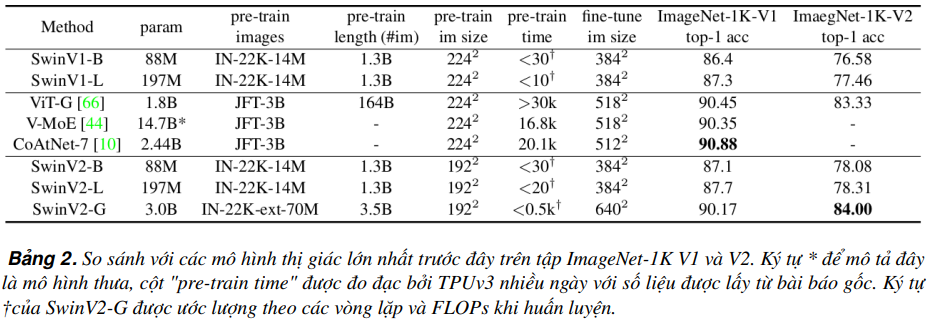 Method param pre-train images pre-train length (#im) pre-train im size pre-train time fine-tune im size ImageNet-1K-V1 top-1 acc ImaegNet-1K-V2 top-1 acc
SwinV1-B 88M IN-22K-14M 1.3B 224² <30† 384² 86.4 76.58
SwinV1-L 197M IN-22K-14M 1.3B 224² <10† 384² 87.3 77.46
ViT-G [66] 1.8B JFT-3B 164B 224² >30k 518² 90.45 83.33
V-MoE [44] 14.7B* JFT-3B - 224² 16.8k 518² 90.35 -
CoAtNet-7 [10] 2.44B JFT-3B - 224² 20.1k 512² 90.88 -
SwinV2-B 88M IN-22K-14M 1.3B 192² <30† 384² 87.1 78.08
SwinV2-L 197M IN-22K-14M 1.3B 192² <20† 384² 87.7 78.31
SwinV2-G 3.0B IN-22K-ext-70M 3.5B 192² <0.5k† 640² 90.17 84.00
Bảng 2. So sánh với các mô hình thị giác lớn nhất trước đây trên tập ImageNet-1K V1 và V2. Ký tự * để mô tả đây
là mô hình thưa, cột "pre-train time" được đo đạc bởi TPUv3 nhiều ngày với số liệu được lấy từ bài báo gốc. Ký tự
†của SwinV2-G được ước lượng theo các vòng lặp và FLOPs khi huấn luyện.